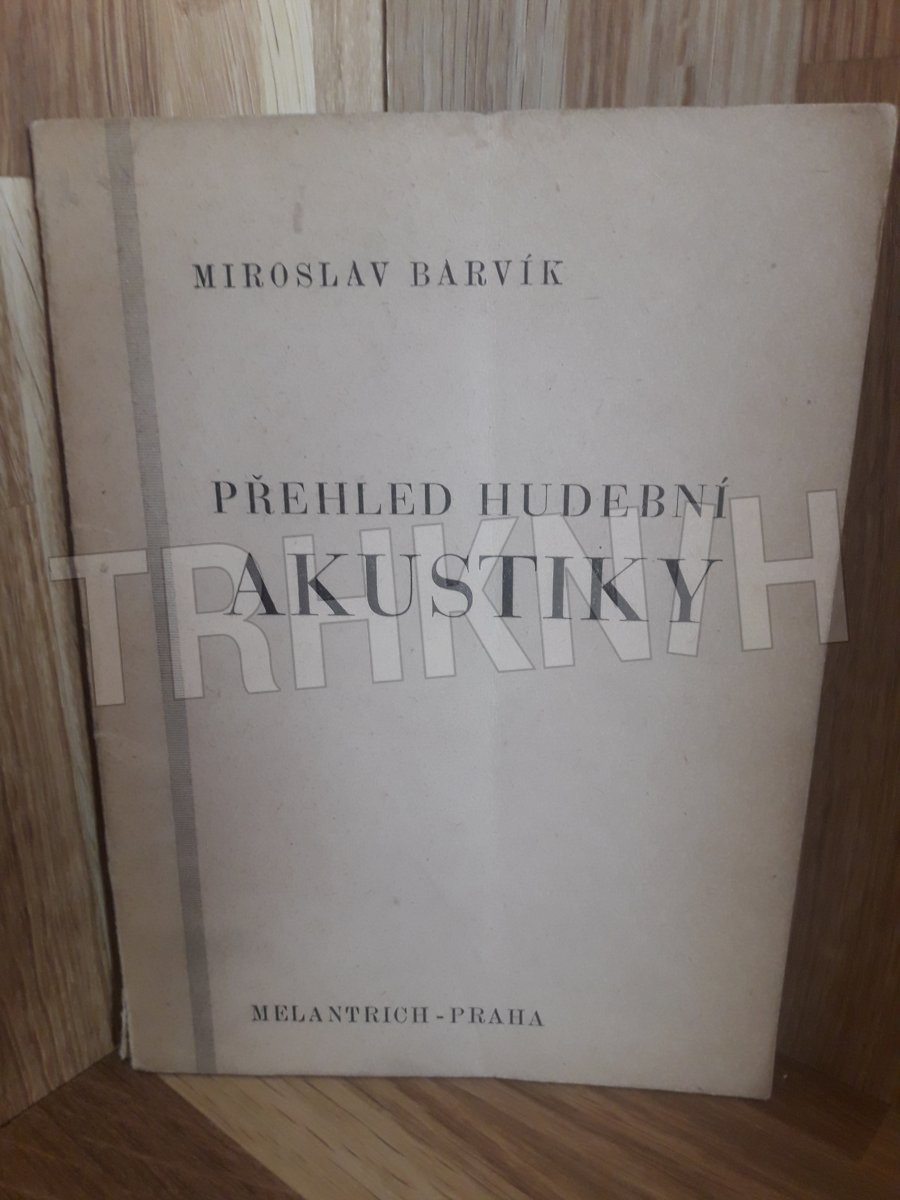 MIROSLAV BARVÍK
PŘEHLED HUDEBNÍ
AKUSTIKY
TRHKNIH
MELANTRICH-PRAHA